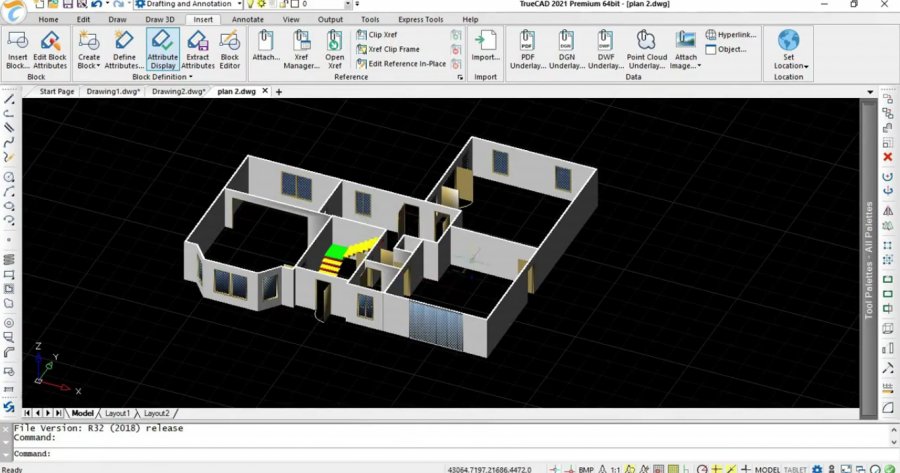 Drafting and Annotation
TrueCAD 2021 Premium 64bit - [plan 2.dwg]
Home Edit Draw Draw 3D Insert Annotate View Output Tools Express Tools Help
Insert Block... Edit Block Attributes
Create Block Define Attributes... Attribute Display Extract Attributes Block Editor
Attach... Xref Manager... Open Xref
Clip Xref
Xref Clip Frame
Edit Reference In-Place
Import...
PDF Underlay... DGN Underlay... DWF Underlay... Point Cloud Underlay... Attach Image...
Hyperlink...
Object...
Set Location
Block Block Definition Reference Import Data Location
Start Page Drawing1.dwg* Drawing2.dwg* plan 2.dwg
Tool Palettes - All Palettes
Z
Y
X
Model Layout1 Layout2
File Version: R32 (2018) release
Command:
Command:
43064.7197,21686.4472.0 BMP 1:1 MODEL TABLET